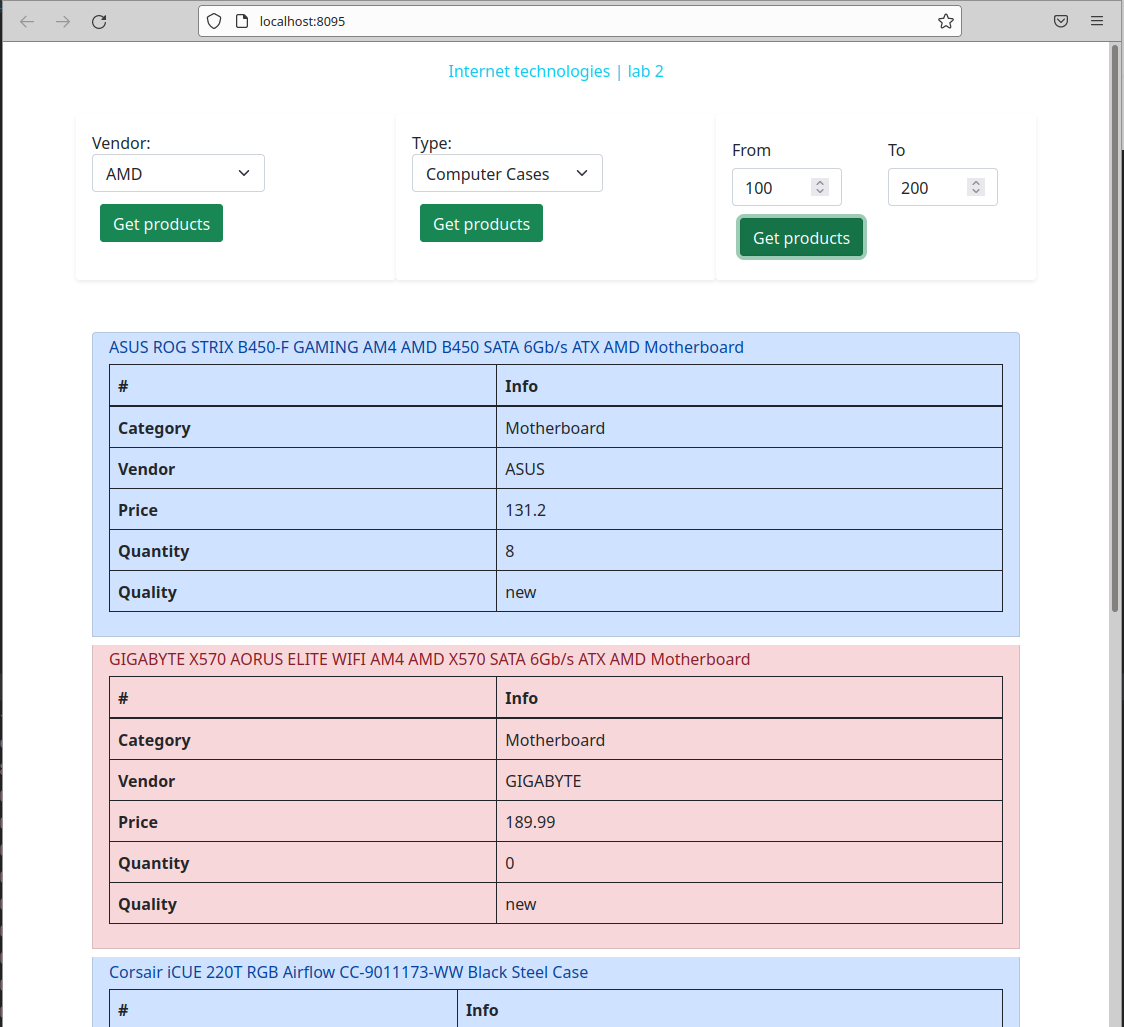 localhost:8095
Internet technologies | lab 2
Vendor:
AMD
Get products
Type:
Computer Cases
Get products
From To
100 200
Get products
ASUS ROG STRIX B450-F GAMING AM4 AMD B450 SATA 6Gb/s ATX AMD Motherboard
# Info
Category Motherboard
Vendor ASUS
Price 131.2
Quantity 8
Quality new
GIGABYTE X570 AORUS ELITE WIFI AM4 AMD X570 SATA 6Gb/s ATX AMD Motherboard
# Info
Category Motherboard
Vendor GIGABYTE
Price 189.99
Quantity 0
Quality new
Corsair iCUE 220T RGB Airflow CC-9011173-WW Black Steel Case
# Info